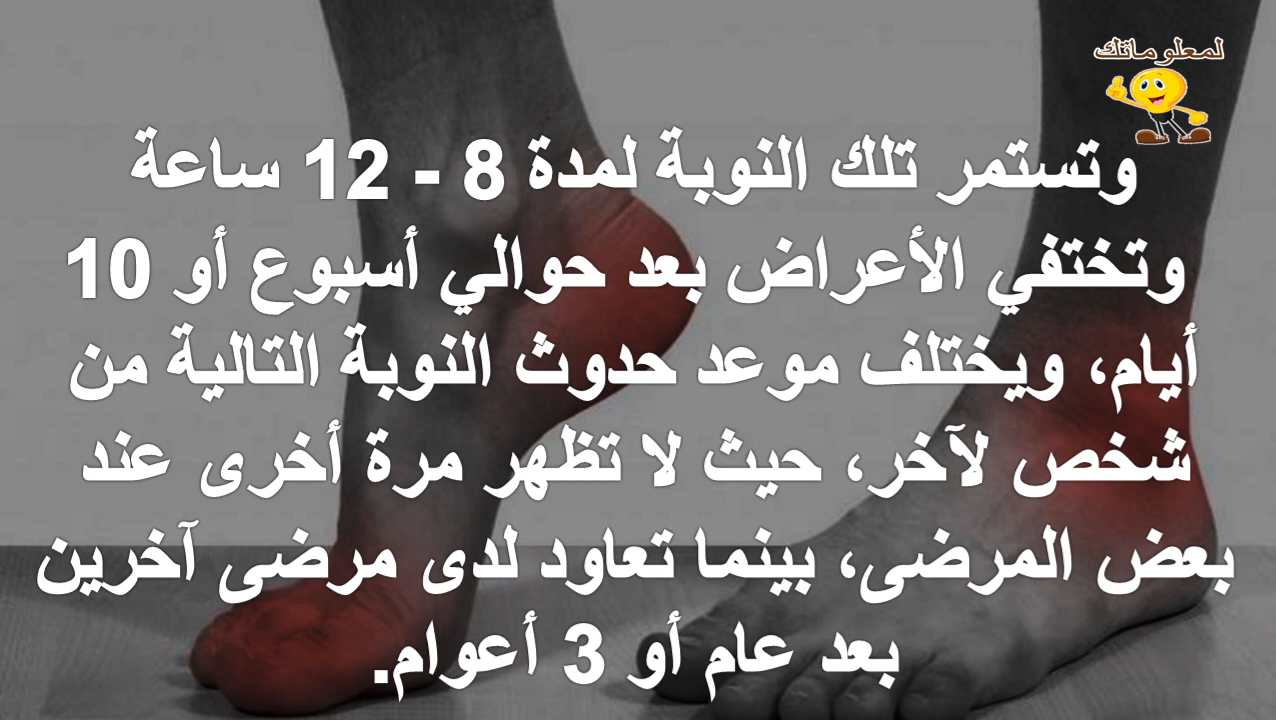 لمعلوماتك
وتستمر تلك النوبة لمدة 8 - 12 ساعة
وتختفي الأعراض بعد حوالي أسبوع أو 10
أيام، ويختلف موعد حدوث النوبة التالية من
شخص لآخر، حيث لا تظهر مرة أخرى عند
بعض المرضى، بينما تعاود لدى مرضى آخرين
بعد عام أو 3 أعوام.